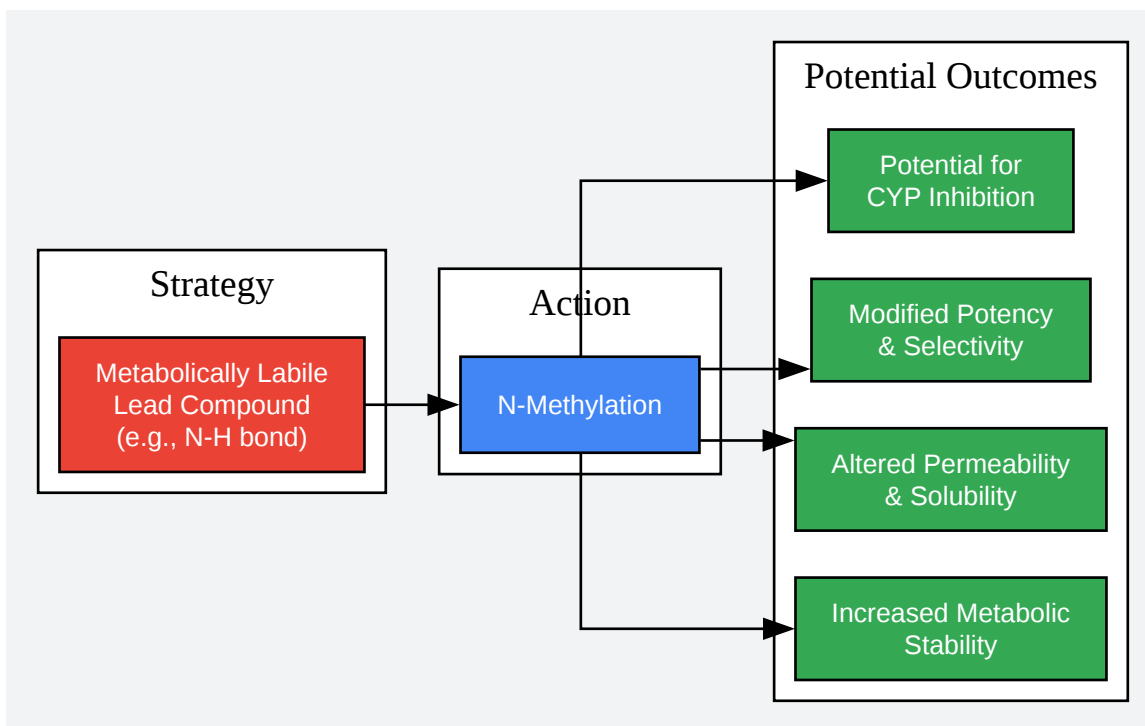 Strategy
Metabolically Labile
Lead Compound
(e.g., N-H bond)
Action
N-Methylation
Potential Outcomes
Potential for
CYP Inhibition
Modified Potency
& Selectivity
Altered Permeability
& Solubility
Increased Metabolic
Stability